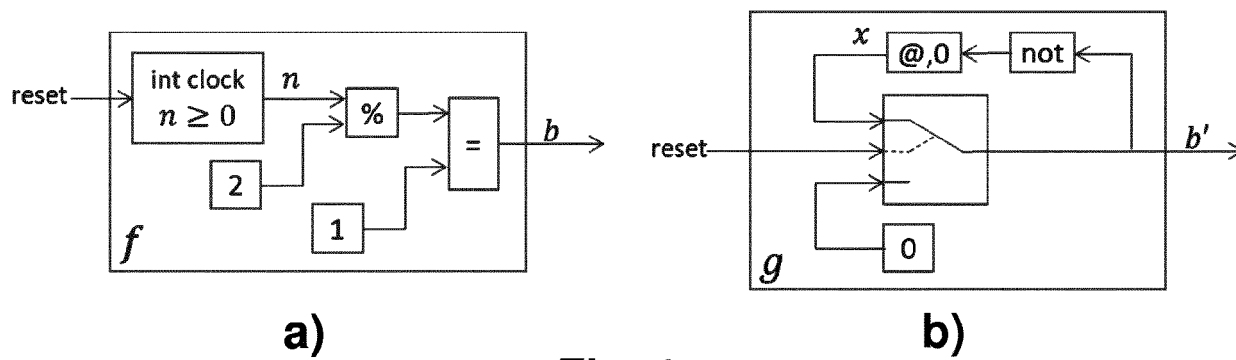 int clock
n ≥ 0
reset
n
%
2
1
=
b
f
a)
x
@,0
not
reset
0
b'
g
b)